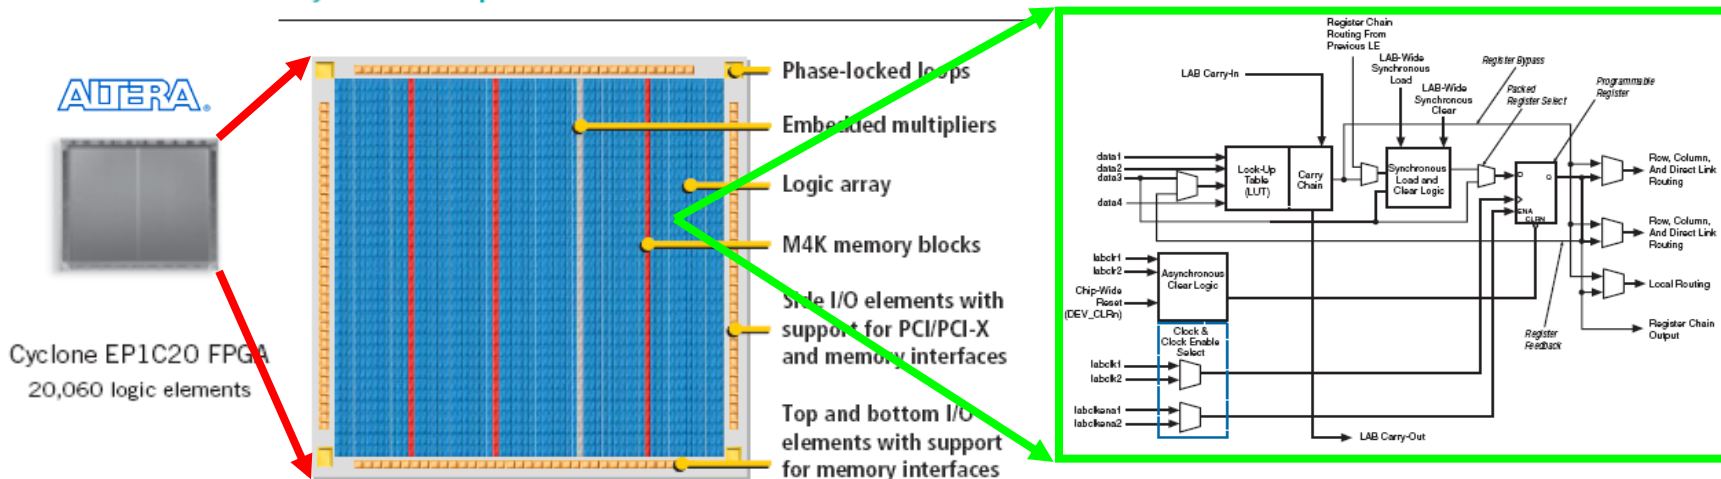 ALTERA.
Cyclone EP1C20 FPGA
20,060 logic elements
Phase-locked loops
Embedded multipliers
Logic array
M4K memory blocks
Side I/O elements with
support for PCI/PCI-X
and memory interfaces
Top and bottom I/O
elements with support
for memory interfaces
Register Chain
Routing From
Previous LE
LAB Carry-In
LAB-Wide
Synchronous
Load
LAB-Wide
Synchronous
Clear
Register Bypass
Packed
Register Select
Programmable
Register
data1
data2
data3
data4
Look-Up
Table
(LUT)
Carry
Chain
Synchronous
Load and
Clear Logic
D
Q
ENA
CLRN
Row, Column,
And Direct Link
Routing
Row, Column,
And Direct Link
Routing
Local Routing
Register Chain
Output
Register
Feedback
labclr1
labclr2
Chip-Wide
Reset
(DEV_CLRn)
Asynchronous
Clear Logic
Clock &
Clock Enable
Select
labclk1
labclk2
labclkena1
labclkena2
LAB Carry-Out